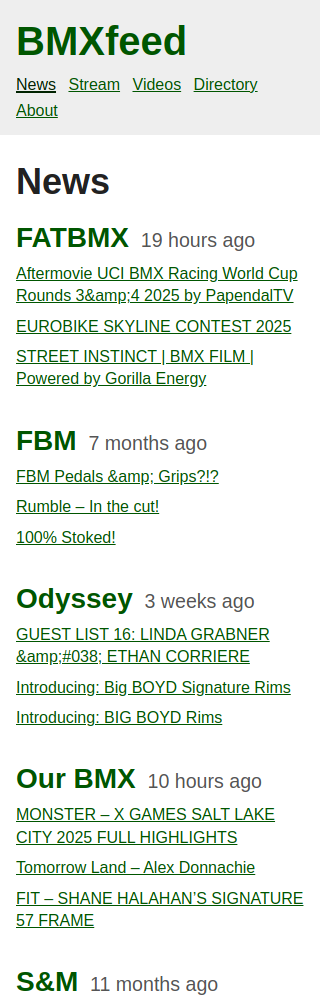 BMXfeed
News Stream Videos Directory
About
News
FATBMX 19 hours ago
Aftermovie UCI BMX Racing World Cup
Rounds 3&amp;4 2025 by PapendalTV
EUROBIKE SKYLINE CONTEST 2025
STREET INSTINCT | BMX FILM |
Powered by Gorilla Energy
FBM 7 months ago
FBM Pedals &amp; Grips?!?
Rumble – In the cut!
100% Stoked!
Odyssey 3 weeks ago
GUEST LIST 16: LINDA GRABNER
&amp;#038; ETHAN CORRIERE
Introducing: Big BOYD Signature Rims
Introducing: BIG BOYD Rims
Our BMX 10 hours ago
MONSTER – X GAMES SALT LAKE
CITY 2025 FULL HIGHLIGHTS
Tomorrow Land – Alex Donnachie
FIT – SHANE HALAHAN’S SIGNATURE
57 FRAME
S&M 11 months ago